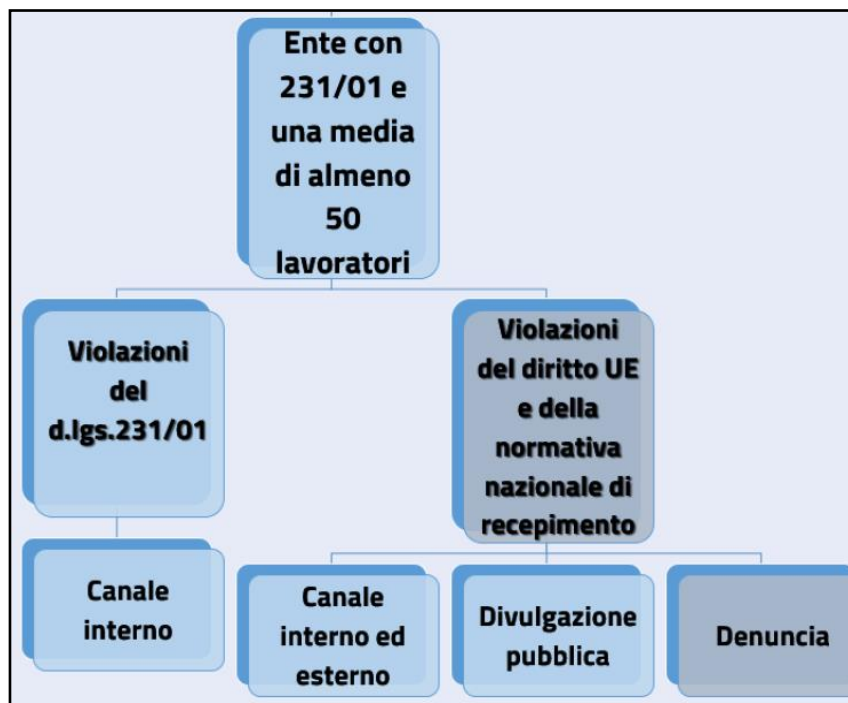 Ente con
231/01 e
una media
di almeno
50
lavoratori
Violazioni
del
d.lgs.231/01
Violazioni
del diritto UE
e della
normativa
nazionale di
recepimento
Canale
interno
Canale
interno ed
esterno
Divulgazione
pubblica
Denuncia